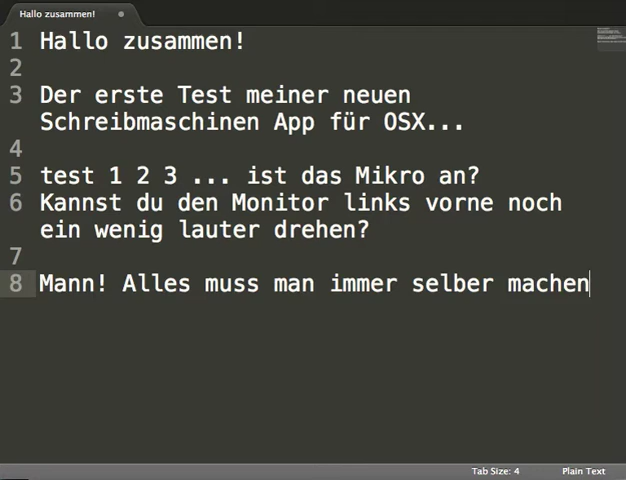 Hallo zusammen!
1 Hallo zusammen!
2
3 Der erste Test meiner neuen
Schreibmaschinen App für OSX...
4
5 test 1 2 3 ... ist das Mikro an?
6 Kannst du den Monitor links vorne noch
ein wenig lauter drehen?
7
8 Mann! Alles muss man immer selber machen
Tab Size: 4 Plain Text